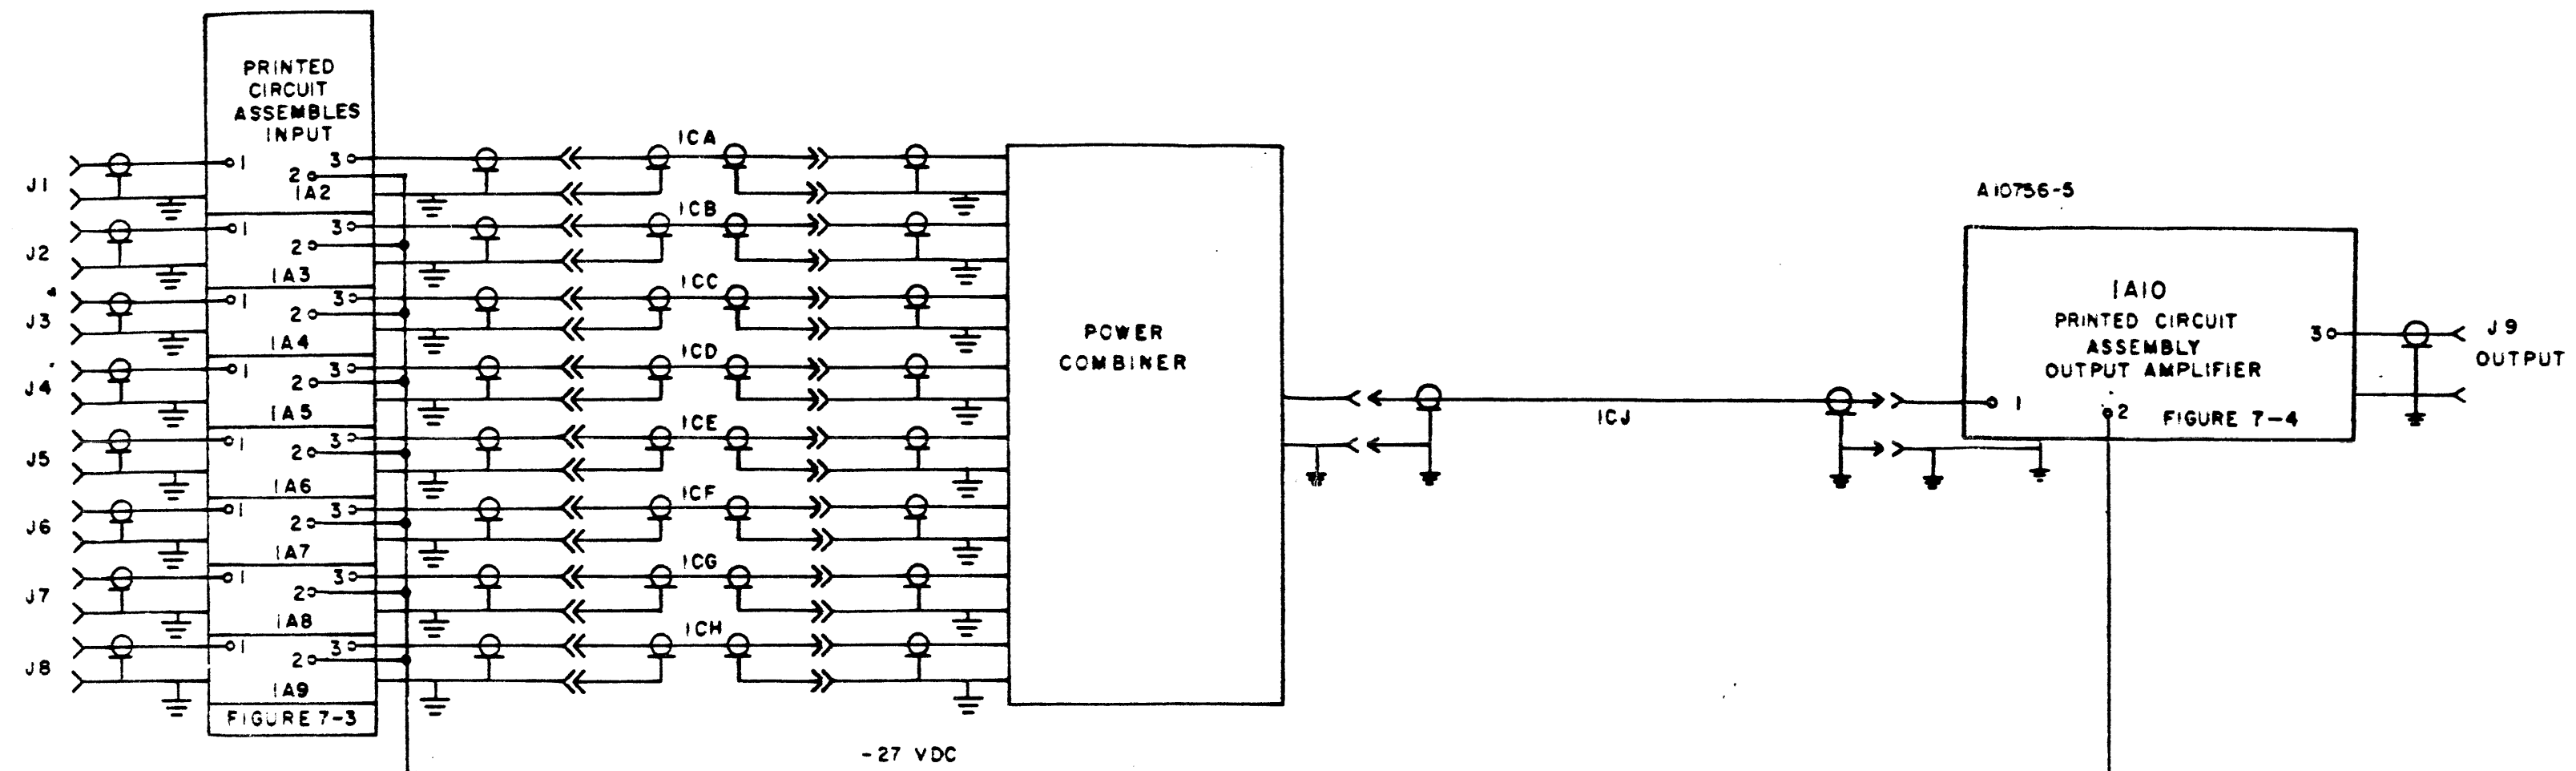 PRINTED
CIRCUIT
ASSEMBLES
INPUT
J1
1
3
2
1A2
1CA
J2
1
3
2
1A3
1CB
J3
1
3
2
1A4
1CC
J4
1
3
2
1A5
1CD
J5
1
3
2
1A6
1CE
J6
1
3
2
1A7
1CF
J7
1
3
2
1A8
1CG
J8
1
3
2
1A9
1CH
FIGURE 7-3
-27 VDC
POWER
COMBINER
1CJ
A10756-5
1A10
PRINTED CIRCUIT
ASSEMBLY
OUTPUT AMPLIFIER
1
2
FIGURE 7-4
3
J9
OUTPUT